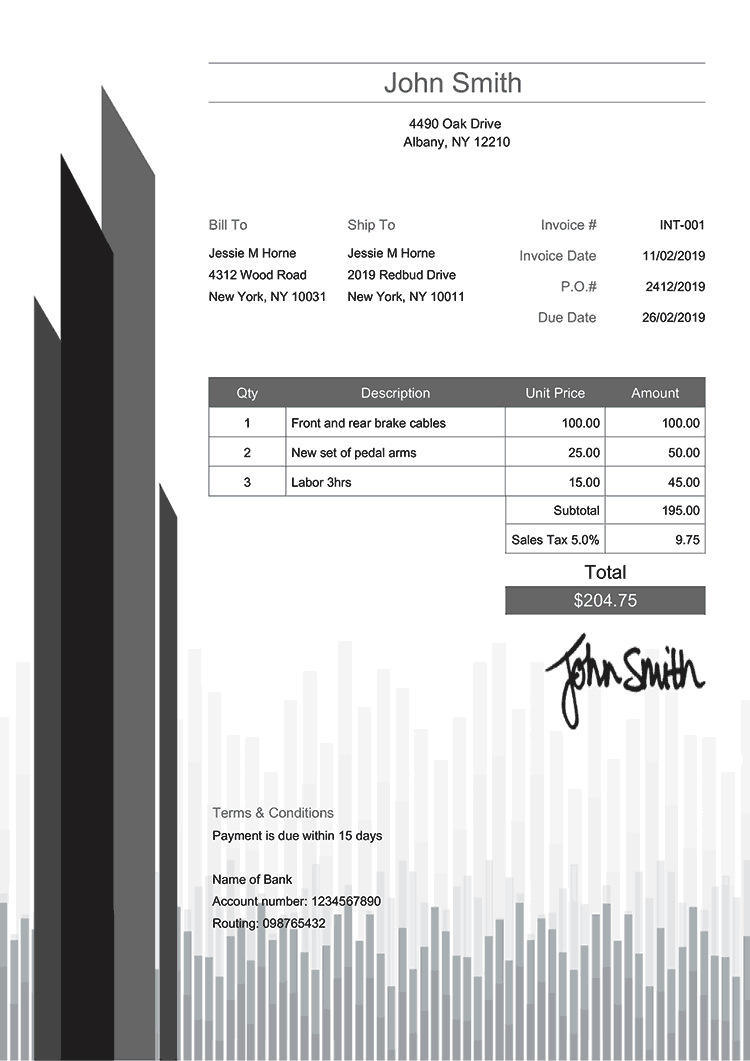 John Smith
4490 Oak Drive
Albany, NY 12210
Bill To
Jessie M Horne
4312 Wood Road
New York, NY 10031
Ship To
Jessie M Horne
2019 Redbud Drive
New York, NY 10011
Invoice # INT-001
Invoice Date 11/02/2019
P.O.# 2412/2019
Due Date 26/02/2019
Qty Description Unit Price Amount
1 Front and rear brake cables 100.00 100.00
2 New set of pedal arms 25.00 50.00
3 Labor 3hrs 15.00 45.00
Subtotal 195.00
Sales Tax 5.0% 9.75
Total
$204.75
John Smith
Terms & Conditions
Payment is due within 15 days
Name of Bank
Account number: 1234567890
Routing: 098765432